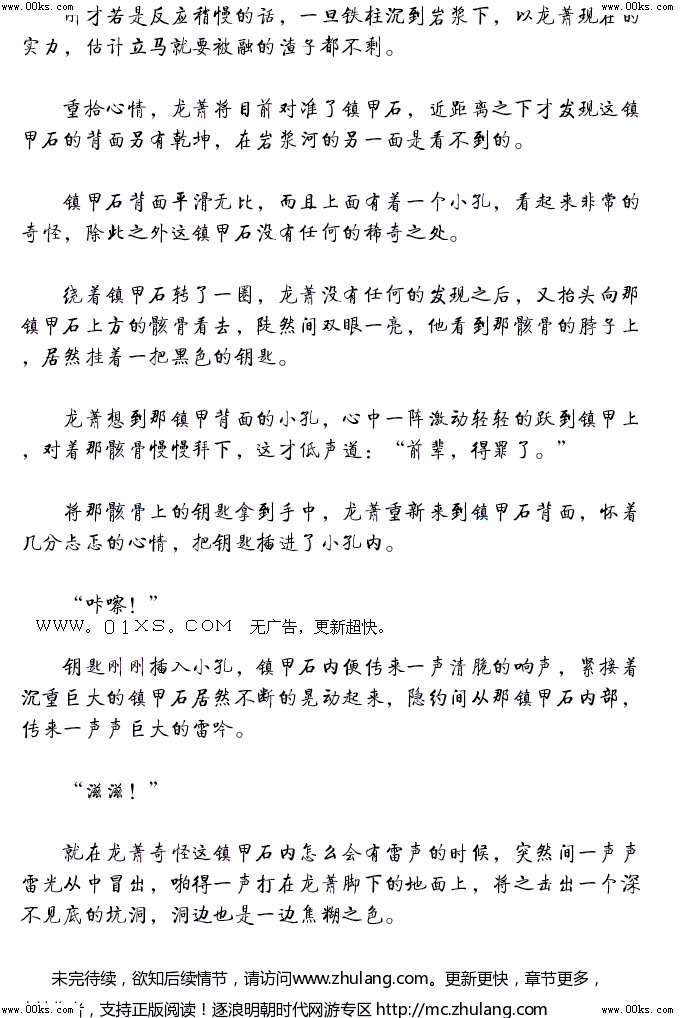 www.00ks.com www.00ks.com
才若是反应稍慢的话，一旦铁柱沉到岩浆下，以龙萧现在的
实力，估计立马就要被融的渣子都不剩。
重拾心情，龙萧将目前对准了镇甲石，近距离之下才发现这镇
甲石的背面另有乾坤，在岩浆河的另一面是看不到的。
镇甲石背面平滑无比，而且上面有着一个小孔，看起来非常的
奇怪，除此之外这镇甲石没有任何的稀奇之处。
绕着镇甲石转了一圈，龙萧没有任何的发现之后，又抬头向那
镇甲石上方的骸骨看去，陡然间双眼一亮，他看到那骸骨的脖子上
，居然挂着一把黑色的钥匙。
龙萧想到那镇甲背面的小孔，心中一阵激动轻轻的跃到镇甲上
，对着那骸骨慢慢拜下，这才低声道：“前辈，得罪了。”
将那骸骨上的钥匙拿到手中，龙萧重新来到镇甲石背面，怀着
几分忐忑的心情，把钥匙插进了小孔内。
“咔嚓！”
WWW。01XS。COM 无广告，更新超快。
钥匙刚刚插入小孔，镇甲石内便传来一声清脆的响声，紧接着
沉重巨大的镇甲石居然不断的晃动起来，隐约间从那镇甲石内部，
传来一声声巨大的雷吟。
“滋滋！”
就在龙萧奇怪这镇甲石内怎么会有雷声的时候，突然间一声声
雷光从中冒出，啪得一声打在龙萧脚下的地面上，将之击出一个深
不见底的坑洞，洞边也是一边焦糊之色。
未完待续，欲知后续情节，请访问www.zhulang.com。更新更快，章节更多，
，支持正版阅读！逐浪明朝时代网游专区 http://mc.zhulang.com
www.00ks.com www.00ks.com